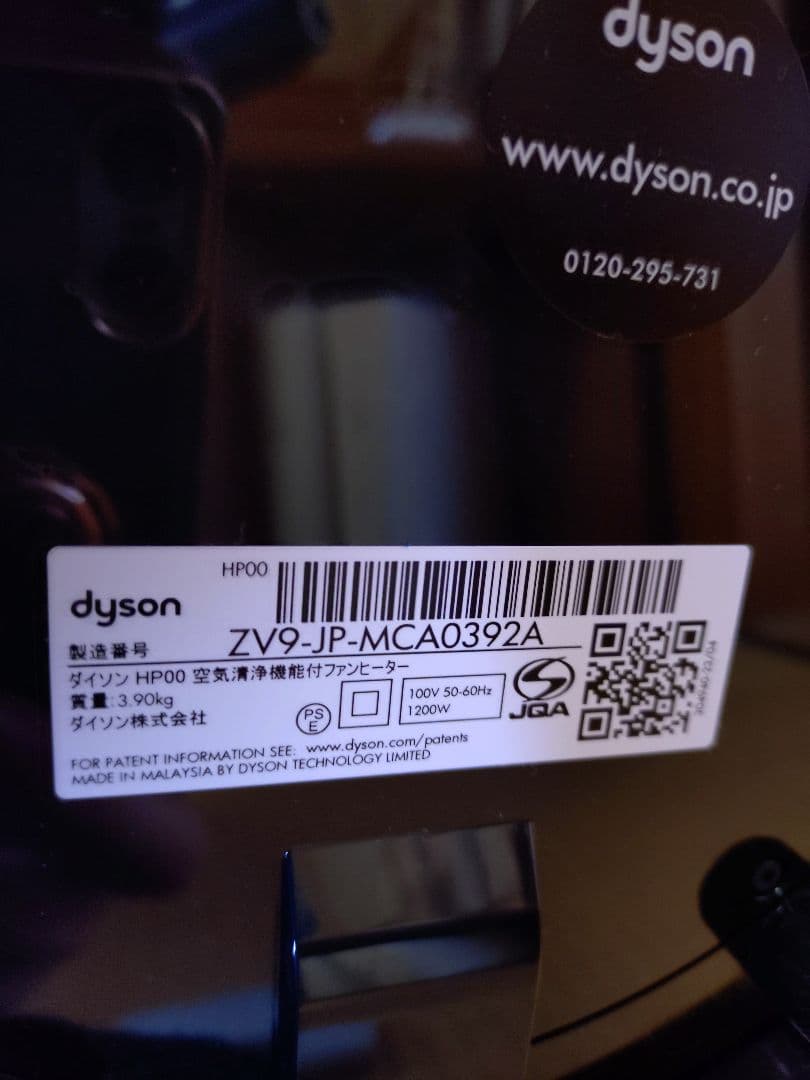 dyson
www.dyson.co.jp
0120-295-731
HP00
dyson
製造番号 ZV9-JP-MCA0392A
ダイソン HP00 空気清浄機能付ファンヒーター
質量:3.90kg
ダイソン株式会社
PS
E
100V 50-60Hz
1200W
JQA
FOR PATENT INFORMATION SEE: www.dyson.com/patents
MADE IN MALAYSIA BY DYSON TECHNOLOGY LIMITED